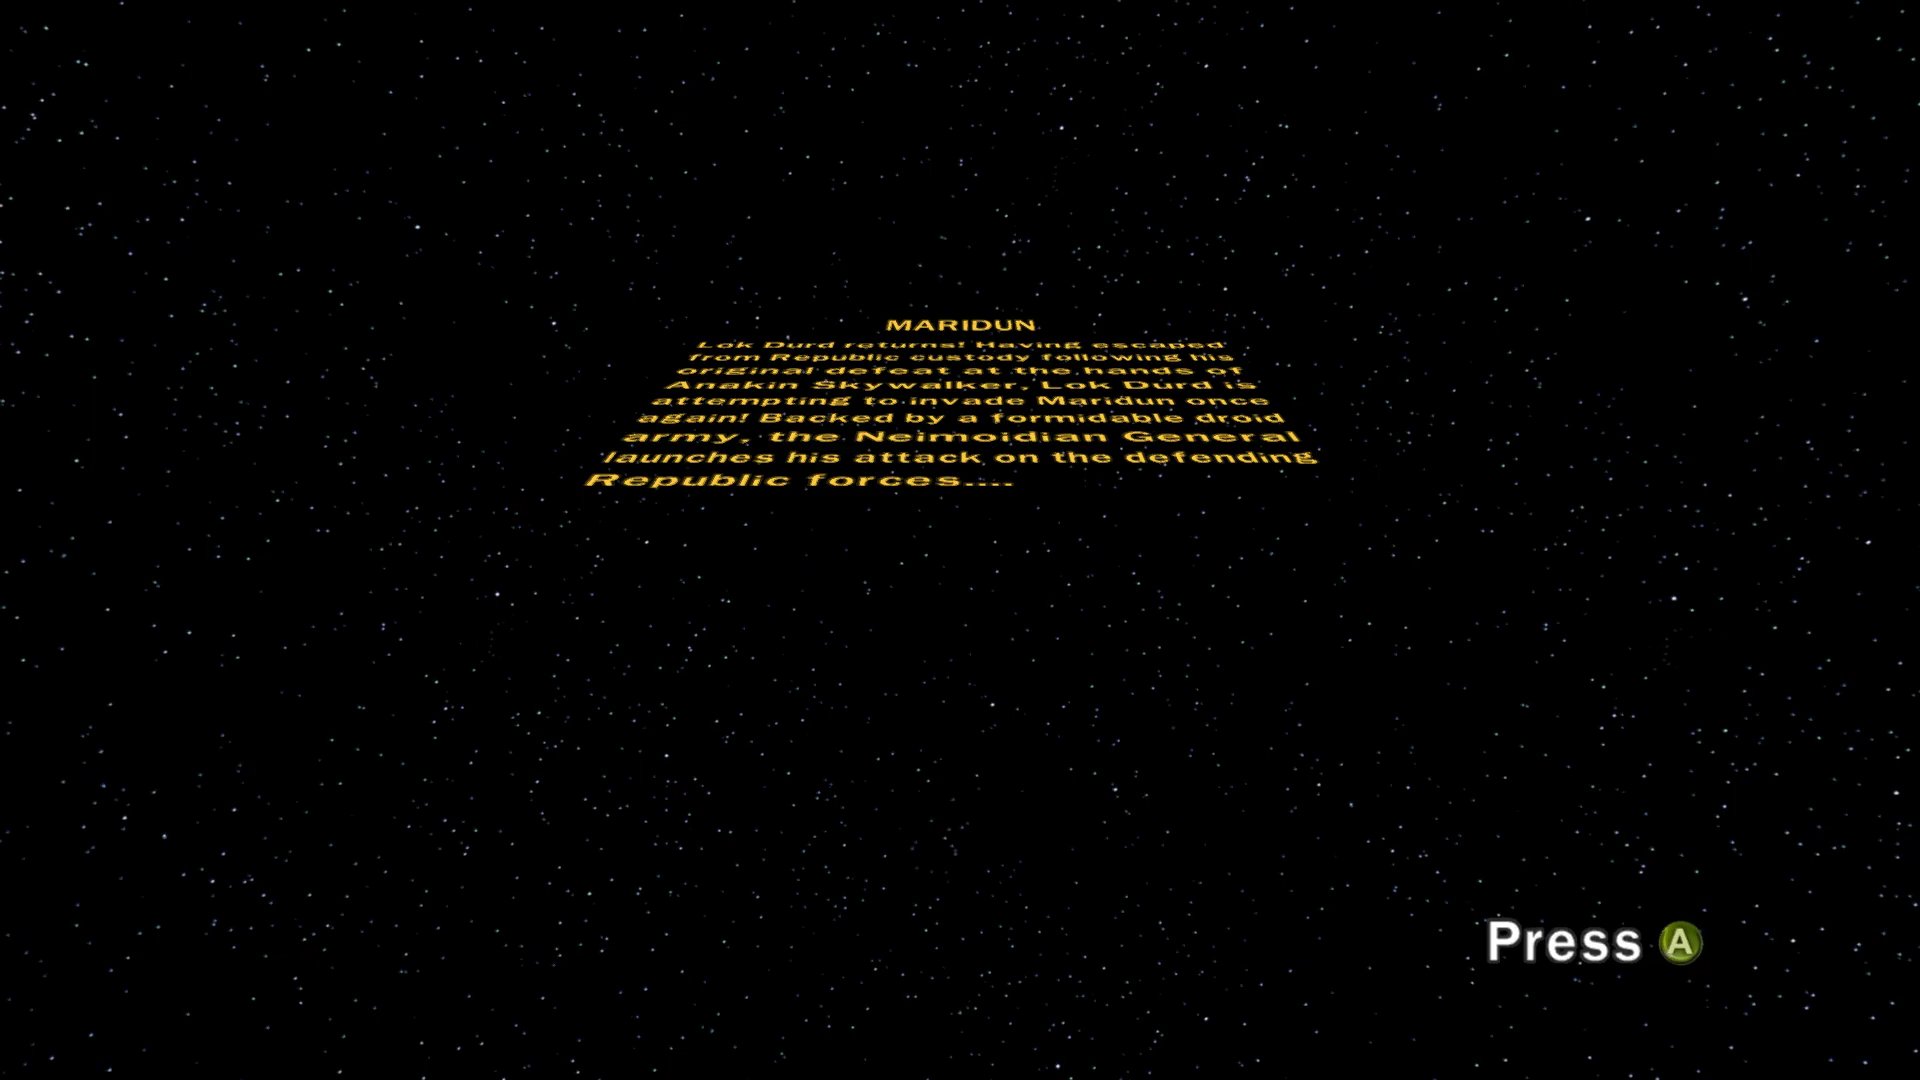 MARIDUN
Lok Durd returns! Having escaped
from Republic custody following his
original defeat at the hands of
Anakin Skywalker, Lok Durd is
attempting to invade Maridun once
again! Backed by a formidable droid
army, the Neimoidian General
launches his attack on the defending
Republic forces....
Press A